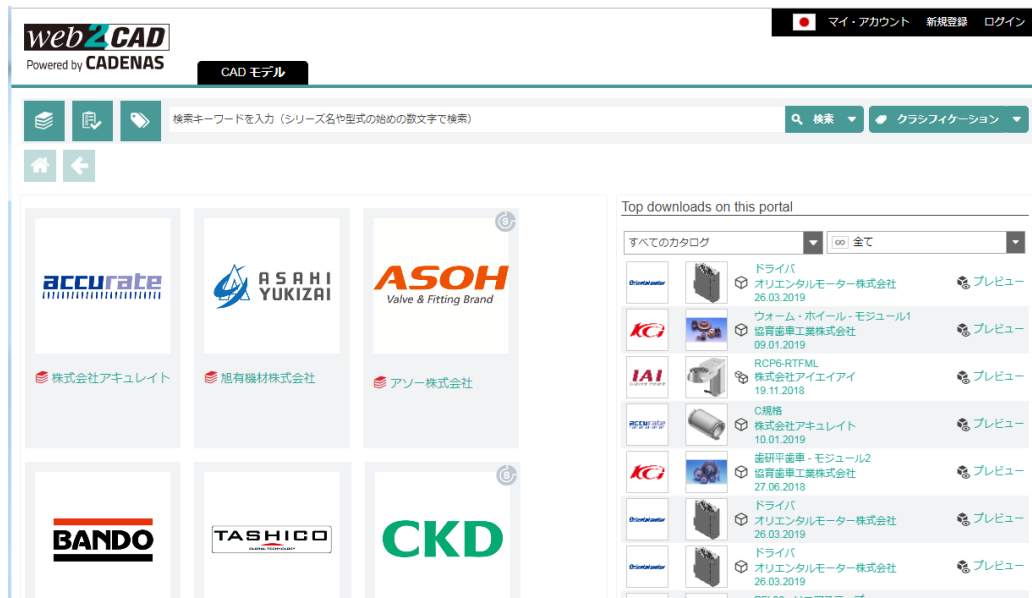 web2CAD
Powered by CADENAS
マイ・アカウント 新規登録 ログイン
CAD モデル
検索キーワードを入力（シリーズ名や型式の始めの数文字で検索）
検索
クラシフィケーション
accurate
株式会社アキュレイト
ASAHI
YUKIZAI
旭有機材株式会社
ASOH
Valve & Fitting Brand
アソー株式会社
BANDO
TASHICO
GLOBAL TECHNOLOGY
CKD
Top downloads on this portal
すべてのカタログ
全て
Orientalmotor
ドライバ
オリエンタルモーター株式会社
26.03.2019
プレビュー
KCI
ウォーム・ホイール - モジュール1
協育歯車工業株式会社
09.01.2019
プレビュー
IAI
RCP6-RTFML
株式会社アイエイアイ
19.11.2018
プレビュー
accurate
C規格
株式会社アキュレイト
10.01.2019
プレビュー
KCI
歯研平歯車 - モジュール2
協育歯車工業株式会社
27.06.2018
プレビュー
Orientalmotor
ドライバ
オリエンタルモーター株式会社
26.03.2019
プレビュー
Orientalmotor
ドライバ
オリエンタルモーター株式会社
26.03.2019
プレビュー